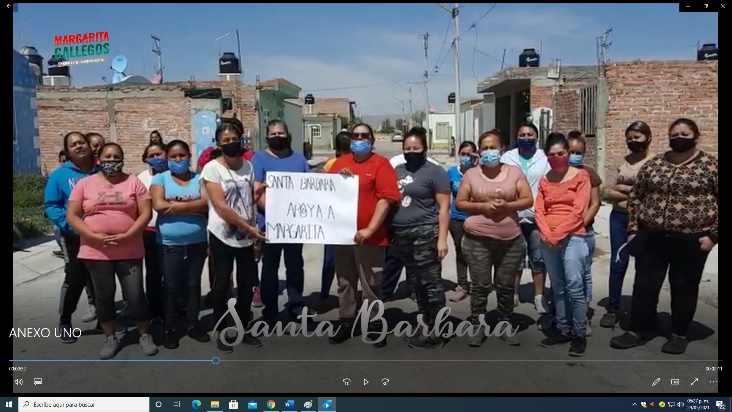 MARGARITA
GALLEGOS
SANTA BARBARA
APOYA A
MARGARITA
Santa Barbara
ANEXO UNO
Escribe aquí para buscar